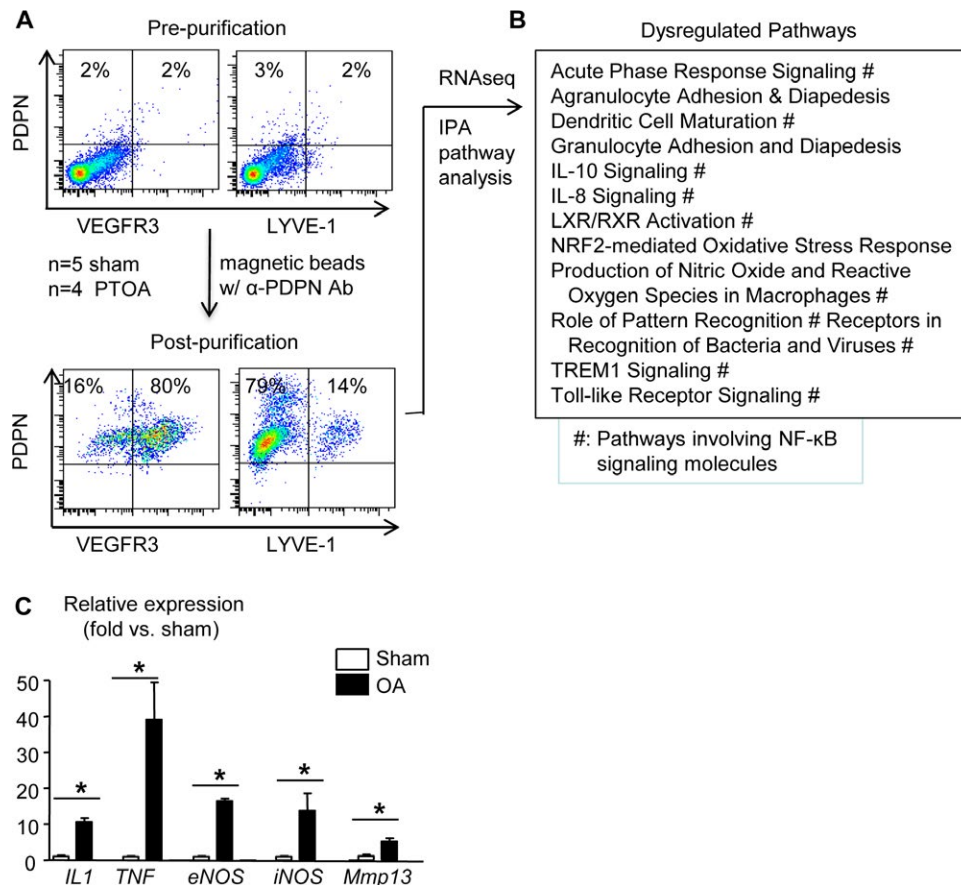 A
Pre-purification
2%
2%
3%
2%
PDPN
VEGFR3
LYVE-1
n=5 sham
n=4 PTOA
magnetic beads
w/ α-PDPN Ab
Post-purification
16%
80%
79%
14%
PDPN
VEGFR3
LYVE-1
RNAseq
IPA
pathway
analysis
B
Dysregulated Pathways
Acute Phase Response Signaling #
Agranulocyte Adhesion & Diapedesis
Dendritic Cell Maturation #
Granulocyte Adhesion and Diapedesis
IL-10 Signaling #
IL-8 Signaling #
LXR/RXR Activation #
NRF2-mediated Oxidative Stress Response
Production of Nitric Oxide and Reactive
Oxygen Species in Macrophages #
Role of Pattern Recognition # Receptors in
Recognition of Bacteria and Viruses #
TREM1 Signaling #
Toll-like Receptor Signaling #
#: Pathways involving NF-κB
signaling molecules
C
Relative expression
(fold vs. sham)
Sham
OA
50
40
30
20
10
0
*
*
*
*
*
IL1
TNF
eNOS
iNOS
Mmp13